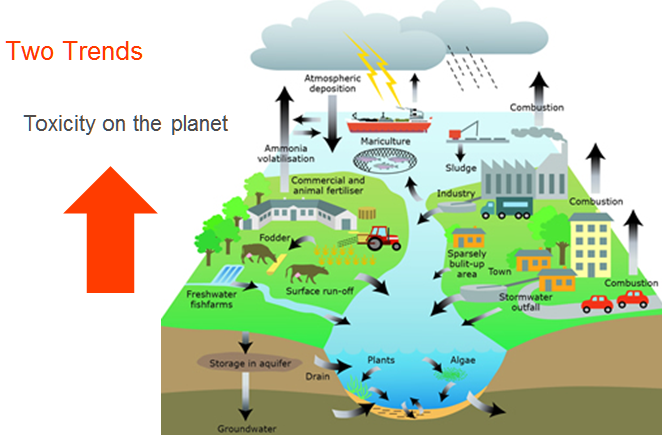 Two Trends
Toxicity on the planet
Atmospheric
deposition
Combustion
Mariculture
Ammonia
volatilisation
Sludge
Commercial and
animal fertiliser
Industry
Combustion
Fodder
Sparsely
bulit-up
area
Town
Combustion
Freshwater
fishfarms
Surface run-off
Stormwater
outfall
Storage in aquifer
Drain
Plants
Algae
Groundwater